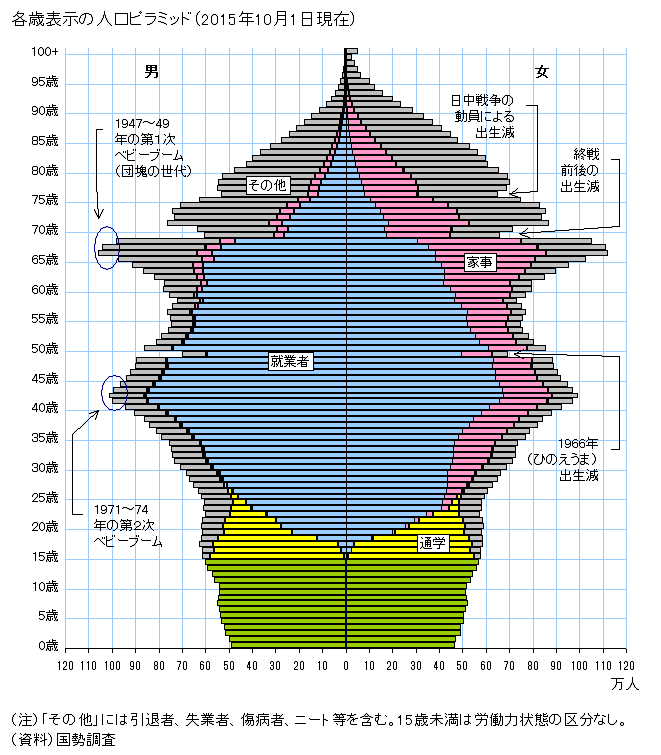 各歳表示の人口ピラミッド(2015年10月1日現在)
男
女
100+
95歳
90歳
85歳
80歳
75歳
70歳
65歳
60歳
55歳
50歳
45歳
40歳
35歳
30歳
25歳
20歳
15歳
10歳
5歳
0歳
1947~49
年の第1次
ベビーブーム
(団塊の世代)
日中戦争の
動員による
出生減
終戦
前後の
出生減
その他
家事
就業者
1966年
(ひのえうま)
出生減
1971~74
年の第2次
ベビーブーム
通学
120 110 100 90 80 70 60 50 40 30 20 10 0 10 20 30 40 50 60 70 80 90 100 110 120
万人
(注)「その他」には引退者、失業者、傷病者、ニート等を含む。15歳未満は労働力状態の区分なし。
(資料)国勢調査